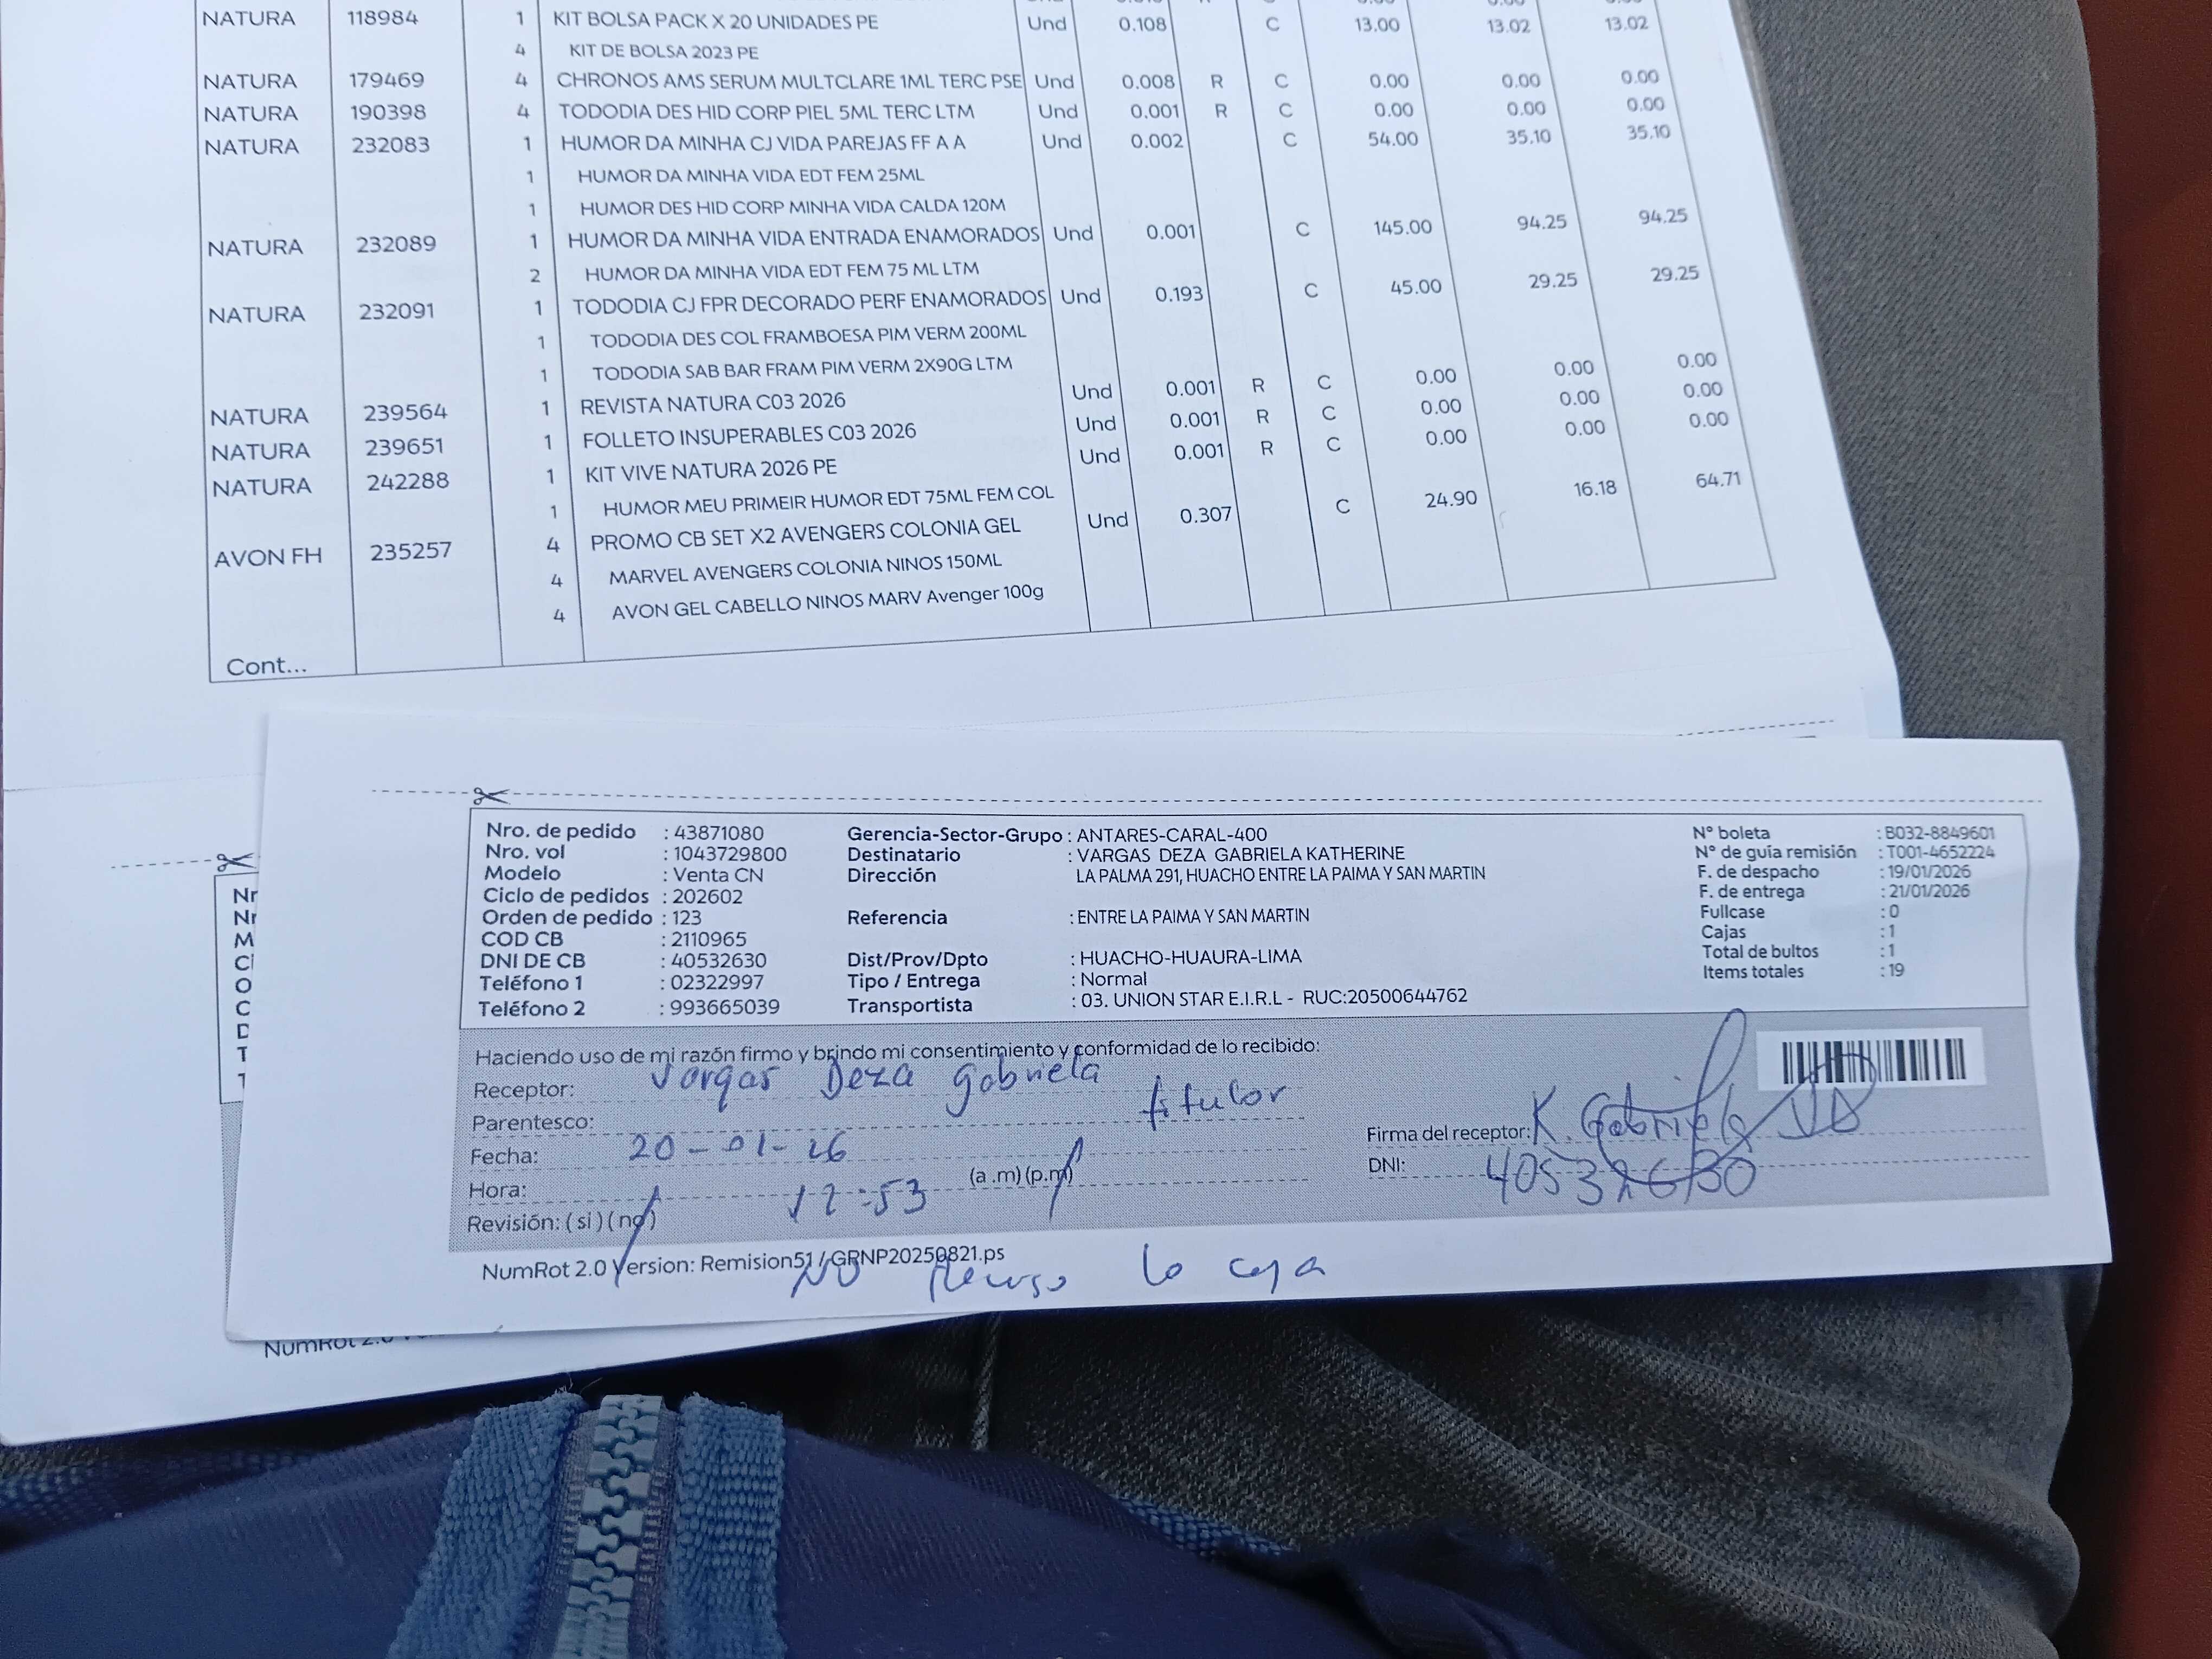 NATURA 118984 1 KIT BOLSA PACK X 20 UNIDADES PE Und 0.108 C 13.00 13.02 13.02
4 KIT DE BOLSA 2023 PE
NATURA 179469 4 CHRONOS AMS SERUM MULTCLARE 1ML TERC PSE Und 0.008 R C 0.00 0.00 0.00
NATURA 190398 4 TODODIA DES HID CORP PIEL 5ML TERC LTM Und 0.001 R C 0.00 0.00 0.00
NATURA 232083 1 HUMOR DA MINHA CJ VIDA PAREJAS FF A A Und 0.002 C 54.00 35.10 35.10
1 HUMOR DA MINHA VIDA EDT FEM 25ML
1 HUMOR DES HID CORP MINHA VIDA CALDA 120M
NATURA 232089 1 HUMOR DA MINHA VIDA ENTRADA ENAMORADOS Und 0.001 C 145.00 94.25 94.25
2 HUMOR DA MINHA VIDA EDT FEM 75 ML LTM
NATURA 232091 1 TODODIA CJ FPR DECORADO PERF ENAMORADOS Und 0.193 C 45.00 29.25 29.25
1 TODODIA DES COL FRAMBOESA PIM VERM 200ML
1 TODODIA SAB BAR FRAM PIM VERM 2X90G LTM
NATURA 239564 1 REVISTA NATURA C03 2026 Und 0.001 R C 0.00 0.00 0.00
NATURA 239651 1 FOLLETO INSUPERABLES C03 2026 Und 0.001 R C 0.00 0.00 0.00
NATURA 242288 1 KIT VIVE NATURA 2026 PE Und 0.001 R C 0.00 0.00 0.00
1 HUMOR MEU PRIMEIR HUMOR EDT 75ML FEM COL
AVON FH 235257 4 PROMO CB SET X2 AVENGERS COLONIA GEL Und 0.307 C 24.90 16.18 64.71
4 MARVEL AVENGERS COLONIA NINOS 150ML
4 AVON GEL CABELLO NINOS MARV Avenger 100g
Cont...
Nro. de pedido : 43871080 Gerencia-Sector-Grupo : ANTARES-CARAL-400 N° boleta : B032-8849601
Nro. vol : 1043729800 Destinatario : VARGAS DEZA GABRIELA KATHERINE N° de guía remisión : T001-4652224
Modelo : Venta CN Dirección LA PALMA 291, HUACHO ENTRE LA PAIMA Y SAN MARTIN F. de despacho : 19/01/2026
Ciclo de pedidos : 202602 F. de entrega : 21/01/2026
Orden de pedido : 123 Referencia : ENTRE LA PAIMA Y SAN MARTIN Fullcase : 0
COD CB : 2110965 Cajas : 1
DNI DE CB : 40532630 Dist/Prov/Dpto : HUACHO-HUAURA-LIMA Total de bultos : 1
Teléfono 1 : 02322997 Tipo / Entrega : Normal Items totales : 19
Teléfono 2 : 993665039 Transportista : 03. UNION STAR E.I.R.L - RUC:20500644762
Haciendo uso de mi razón firmo y brindo mi consentimiento y conformidad de lo recibido:
Receptor: Vargas Deza Gabriela
Parentesco: titular
Fecha: 20-01-26 Firma del receptor: K. Gabriela VD
Hora: 12:53 (a .m) (p.m) DNI: 40532630
Revisión: (si ) ( no )
NumRot 2.0 Version: Remision51 / GRNP20250821.ps
NO Reviso la caja